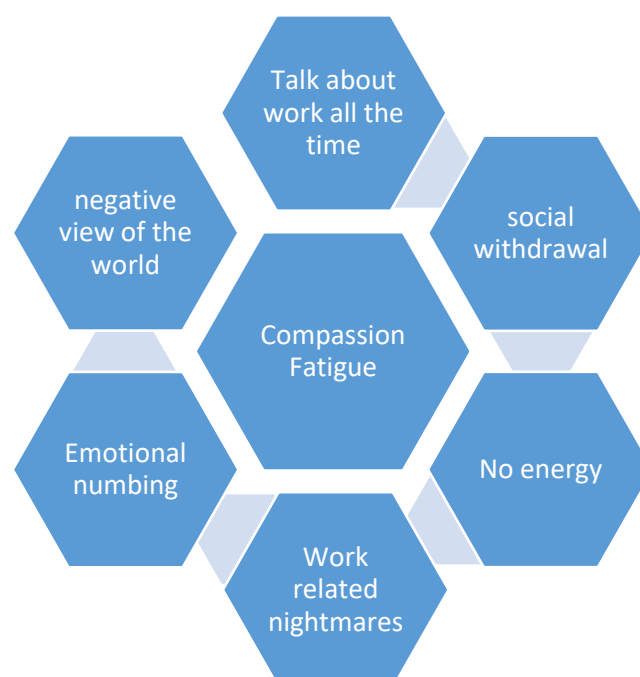 Talk about
work all the
time
social
withdrawal
No energy
Work
related
nightmares
Emotional
numbing
negative
view of the
world
Compassion
Fatigue